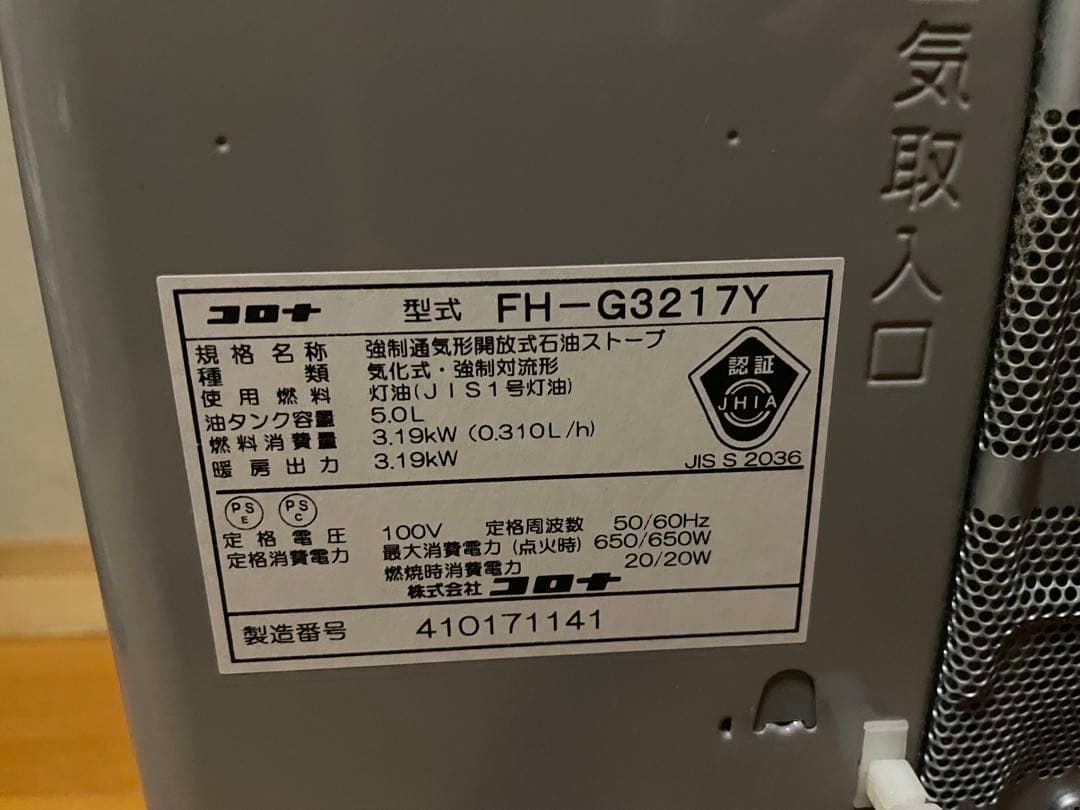 気取入口
コロナ 型式 FH-G3217Y
規格名称 強制通気形開放式石油ストーブ
種類 気化式・強制対流形
使用燃料 灯油(JIS1号灯油)
油タンク容量 5.0L
燃料消費量 3.19kW (0.310L/h)
暖房出力 3.19kW
認証
JHIA
JIS S 2036
PS E PS C
定格電圧 100V 定格周波数 50/60Hz
定格消費電力 最大消費電力(点火時) 650/650W
燃焼時消費電力 20/20W
株式会社 コロナ
製造番号 410171141